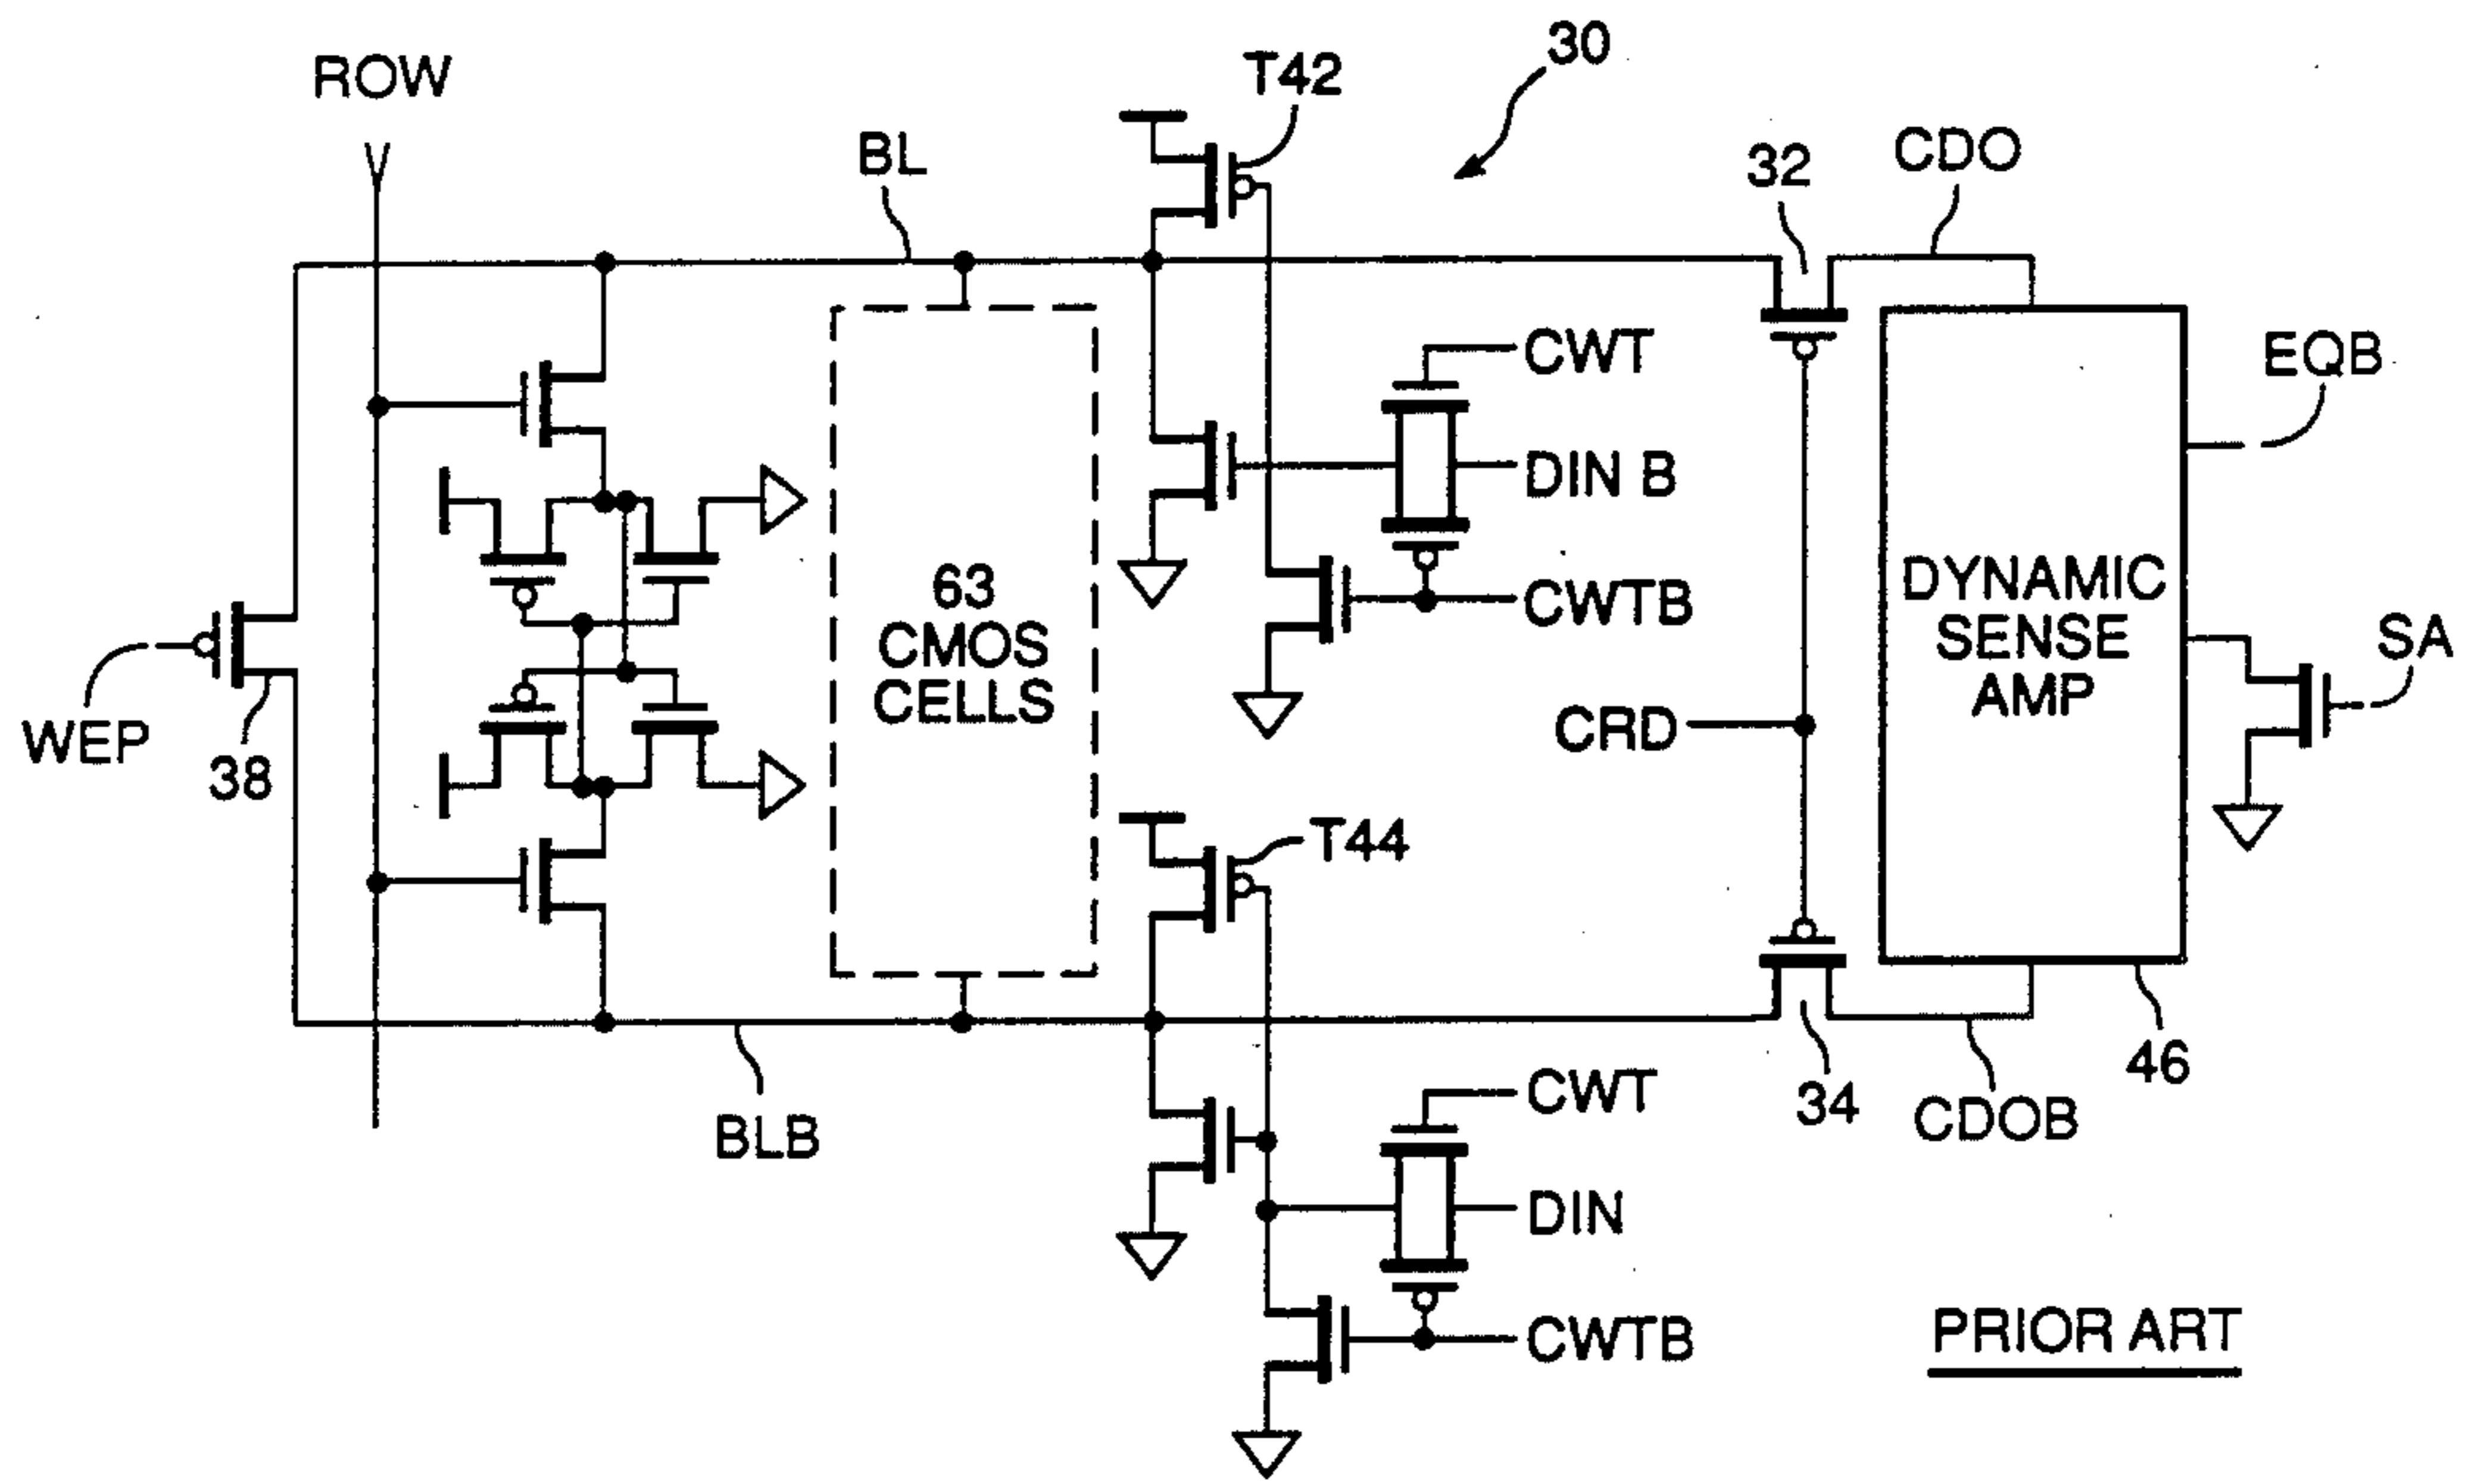 30
T42
ROW
CDO
BL
32
CWT
EQB
DIN B
DYNAMIC
SENSE
AMP
63
CMOS
CELLS
CWTB
SA
CRD
WEP
38
T44
46
CWT
34
CDOB
BLB
DIN
PRIOR ART
CWTB